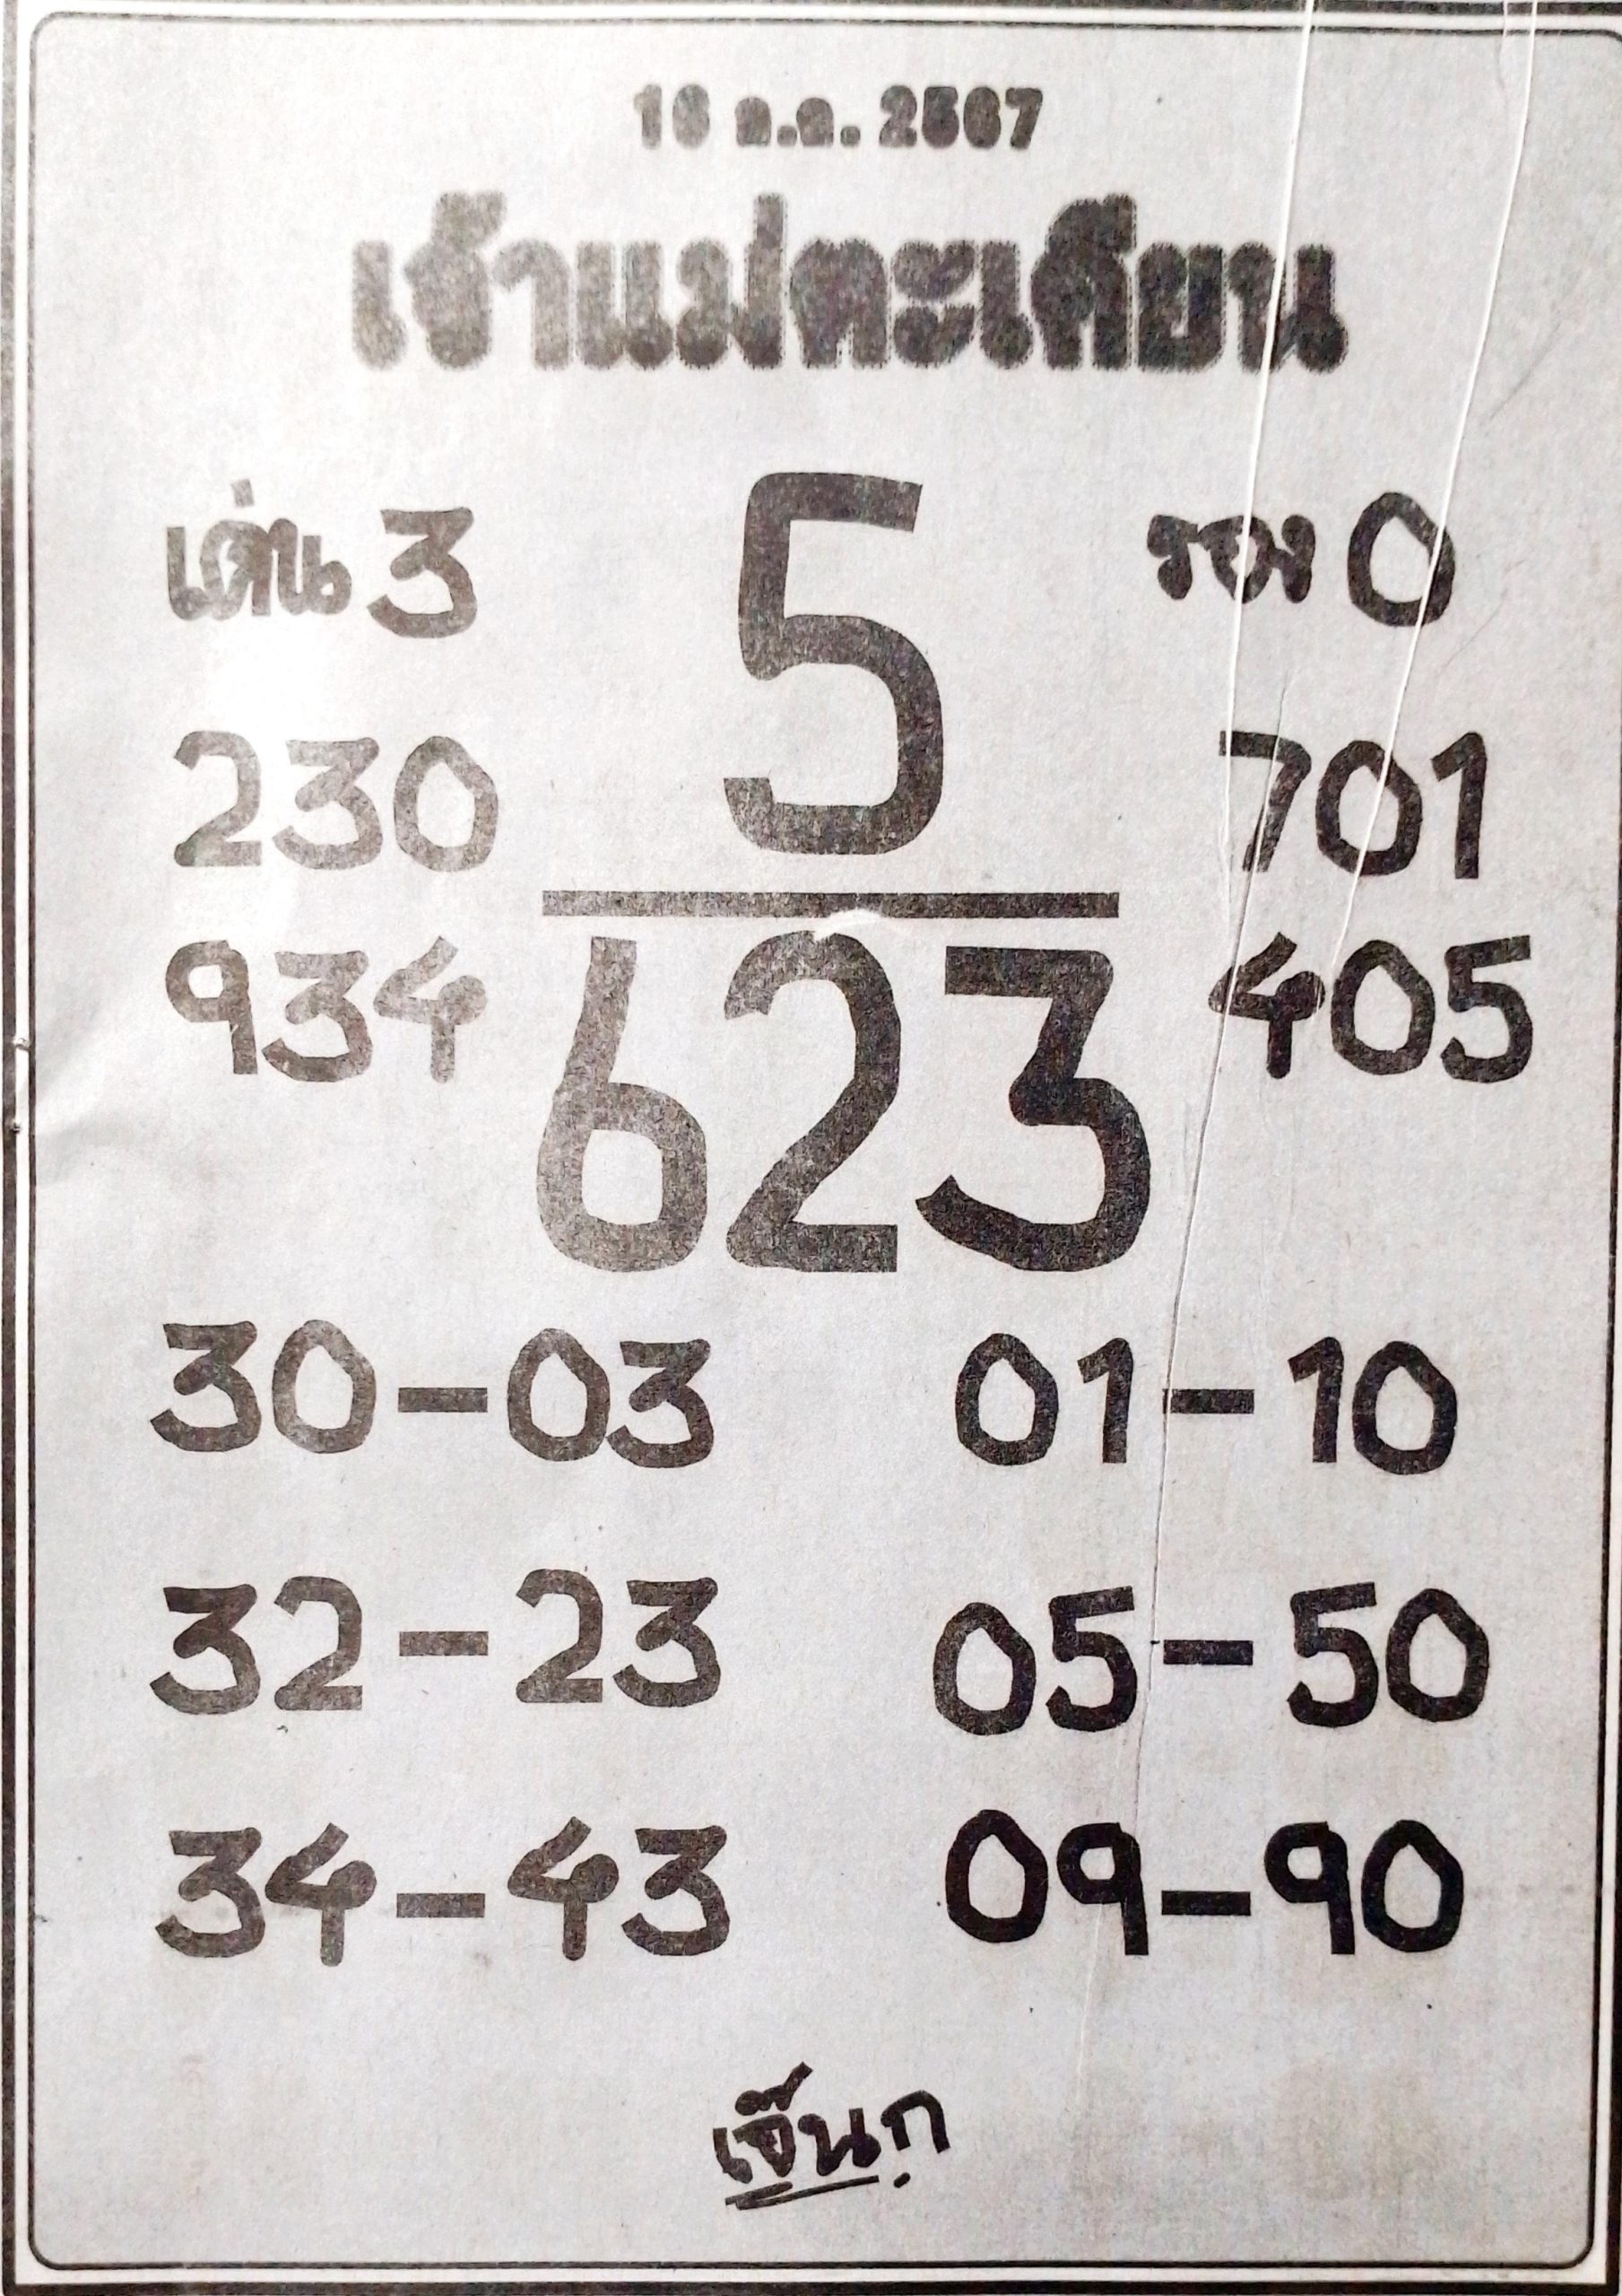 16 ต.ค. 2567
เจ้าแม่ตะเคียน
เด่น 3 5 รอง 0
230 701
934 623 405
30-03 01-10
32-23 05-50
34-43 09-90
เจ๊นุก